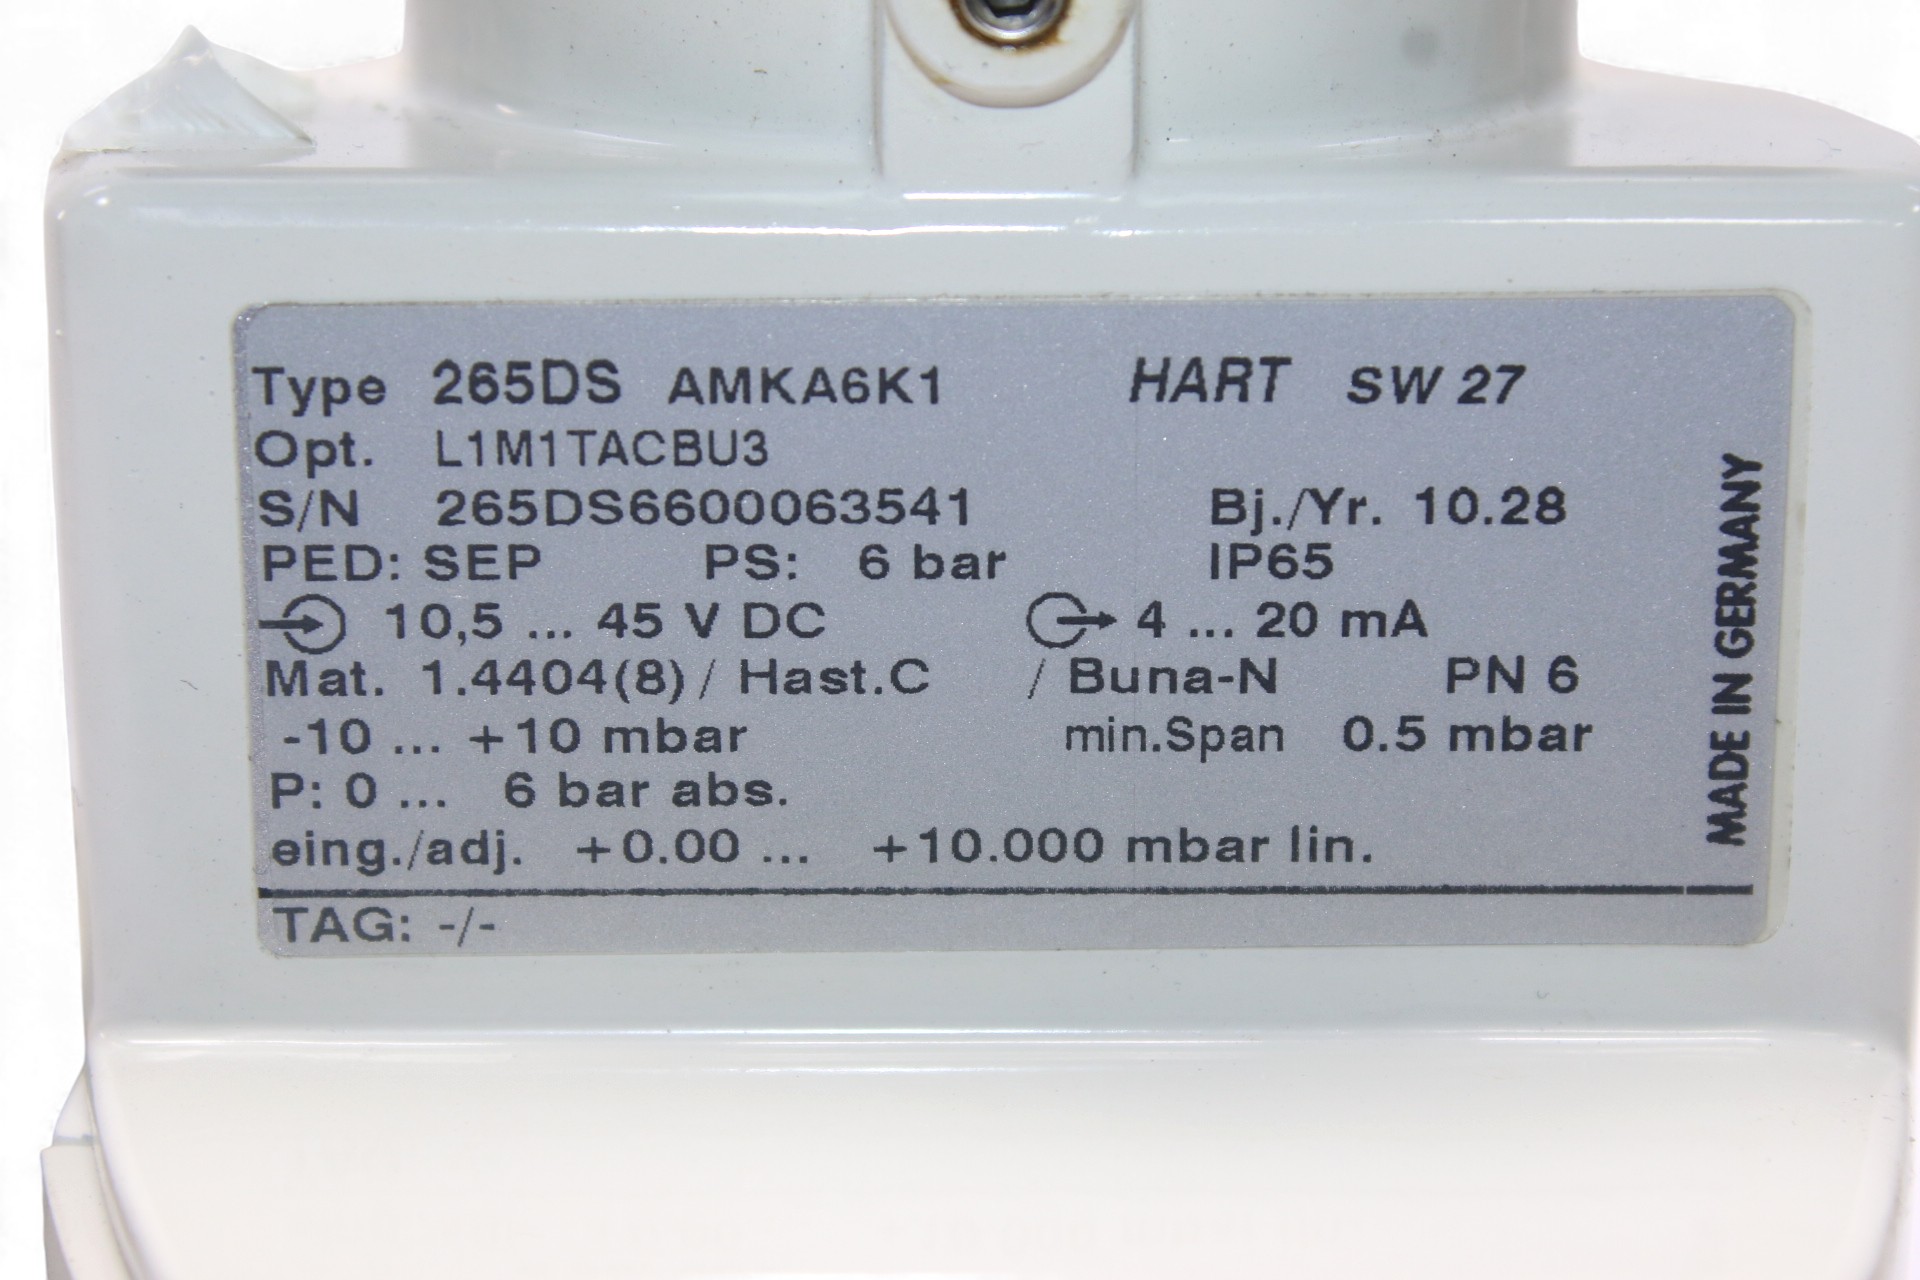 Type 265DS AMKA6K1 HART SW 27
Opt. L1M1TACBU3
S/N 265DS6600063541 Bj./Yr. 10.28
PED: SEP PS: 6 bar IP65
10,5 ... 45 V DC 4 ... 20 mA
Mat. 1.4404(8) / Hast.C / Buna-N PN 6
-10 ... +10 mbar min.Span 0.5 mbar
P: 0 ... 6 bar abs.
eing./adj. +0.00 ... +10.000 mbar lin.
TAG: -/-
MADE IN GERMANY